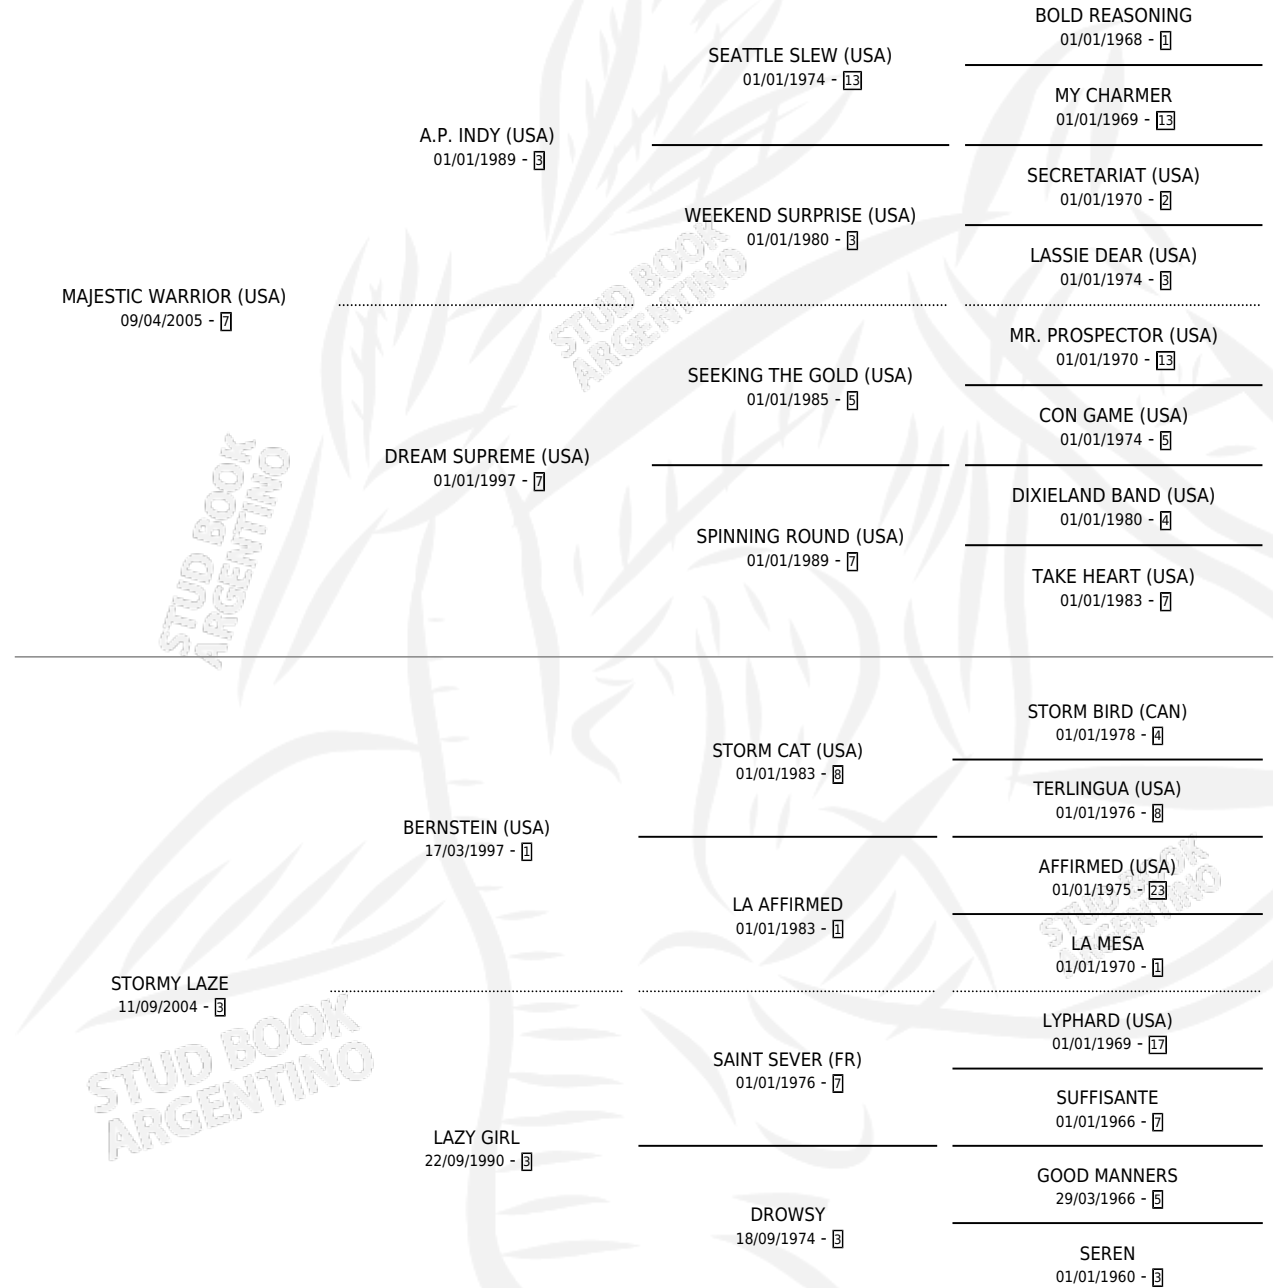 BOLD REASONING
01/01/1968 - 1
SEATTLE SLEW (USA)
01/01/1974 - 13
MY CHARMER
01/01/1969 - 13
A.P. INDY (USA)
01/01/1989 - 3
SECRETARIAT (USA)
01/01/1970 - 2
WEEKEND SURPRISE (USA)
01/01/1980 - 3
LASSIE DEAR (USA)
01/01/1974 - 3
MAJESTIC WARRIOR (USA)
09/04/2005 - 7
MR. PROSPECTOR (USA)
01/01/1970 - 13
SEEKING THE GOLD (USA)
01/01/1985 - 5
CON GAME (USA)
01/01/1974 - 5
DREAM SUPREME (USA)
01/01/1997 - 7
DIXIELAND BAND (USA)
01/01/1980 - 4
SPINNING ROUND (USA)
01/01/1989 - 7
TAKE HEART (USA)
01/01/1983 - 7
STORM BIRD (CAN)
01/01/1978 - 4
STORM CAT (USA)
01/01/1983 - 8
TERLINGUA (USA)
01/01/1976 - 8
BERNSTEIN (USA)
17/03/1997 - 1
AFFIRMED (USA)
01/01/1975 - 23
LA AFFIRMED
01/01/1983 - 1
LA MESA
01/01/1970 - 1
STORMY LAZE
11/09/2004 - 3
LYPHARD (USA)
01/01/1969 - 17
SAINT SEVER (FR)
01/01/1976 - 7
SUFFISANTE
01/01/1966 - 7
LAZY GIRL
22/09/1990 - 3
GOOD MANNERS
29/03/1966 - 5
DROWSY
18/09/1974 - 3
SEREN
01/01/1960 - 3
STUD BOOK
ARGENTINO
STUD BOOK
ARGENTINO
STUD BOOK
ARGENTINO
STUD BOOK
ARGENTINO